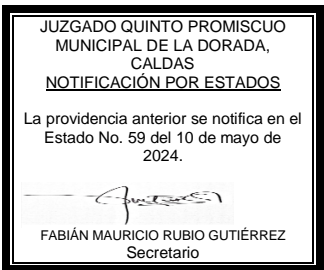 JUZGADO QUINTO PROMISCUO
MUNICIPAL DE LA DORADA,
CALDAS
NOTIFICACIÓN POR ESTADOS
La providencia anterior se notifica en el
Estado No. 59 del 10 de mayo de
2024.
FABIÁN MAURICIO RUBIO GUTIÉRREZ
Secretario